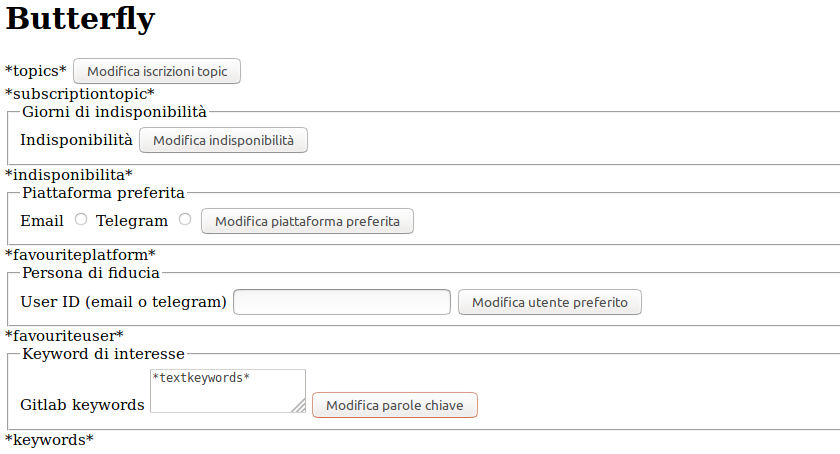 Butterfly
*topics* Modifica iscrizioni topic
*subscriptiontopic*
Giorni di indisponibilità
Indisponibilità Modifica indisponibilità
*indisponibilita*
Piattaforma preferita
Email Telegram Modifica piattaforma preferita
*favouriteplatform*
Persona di fiducia
User ID (email o telegram) Modifica utente preferito
*favouriteuser*
Keyword di interesse
*textkeywords*
Gitlab keywords Modifica parole chiave
*keywords*